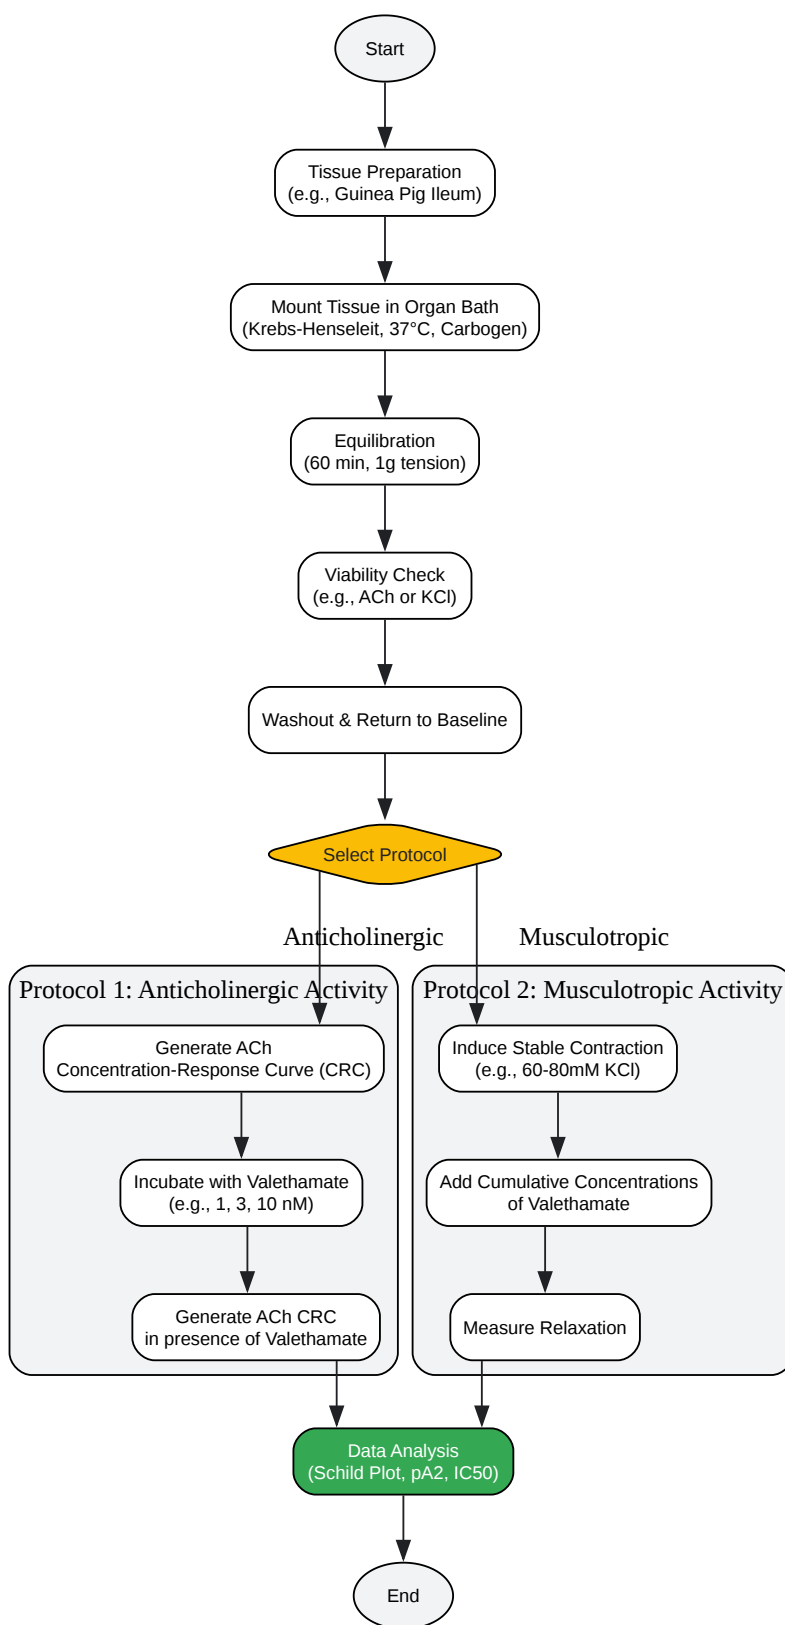 Start
Tissue Preparation
(e.g., Guinea Pig Ileum)
Mount Tissue in Organ Bath
(Krebs-Henseleit, 37°C, Carbogen)
Equilibration
(60 min, 1g tension)
Viability Check
(e.g., ACh or KCl)
Washout & Return to Baseline
Select Protocol
Anticholinergic
Musculotropic
Protocol 1: Anticholinergic Activity
Generate ACh
Concentration-Response Curve (CRC)
Incubate with Valethamate
(e.g., 1, 3, 10 nM)
Generate ACh CRC
in presence of Valethamate
Protocol 2: Musculotropic Activity
Induce Stable Contraction
(e.g., 60-80mM KCl)
Add Cumulative Concentrations
of Valethamate
Measure Relaxation
Data Analysis
(Schild Plot, pA2, IC50)
End